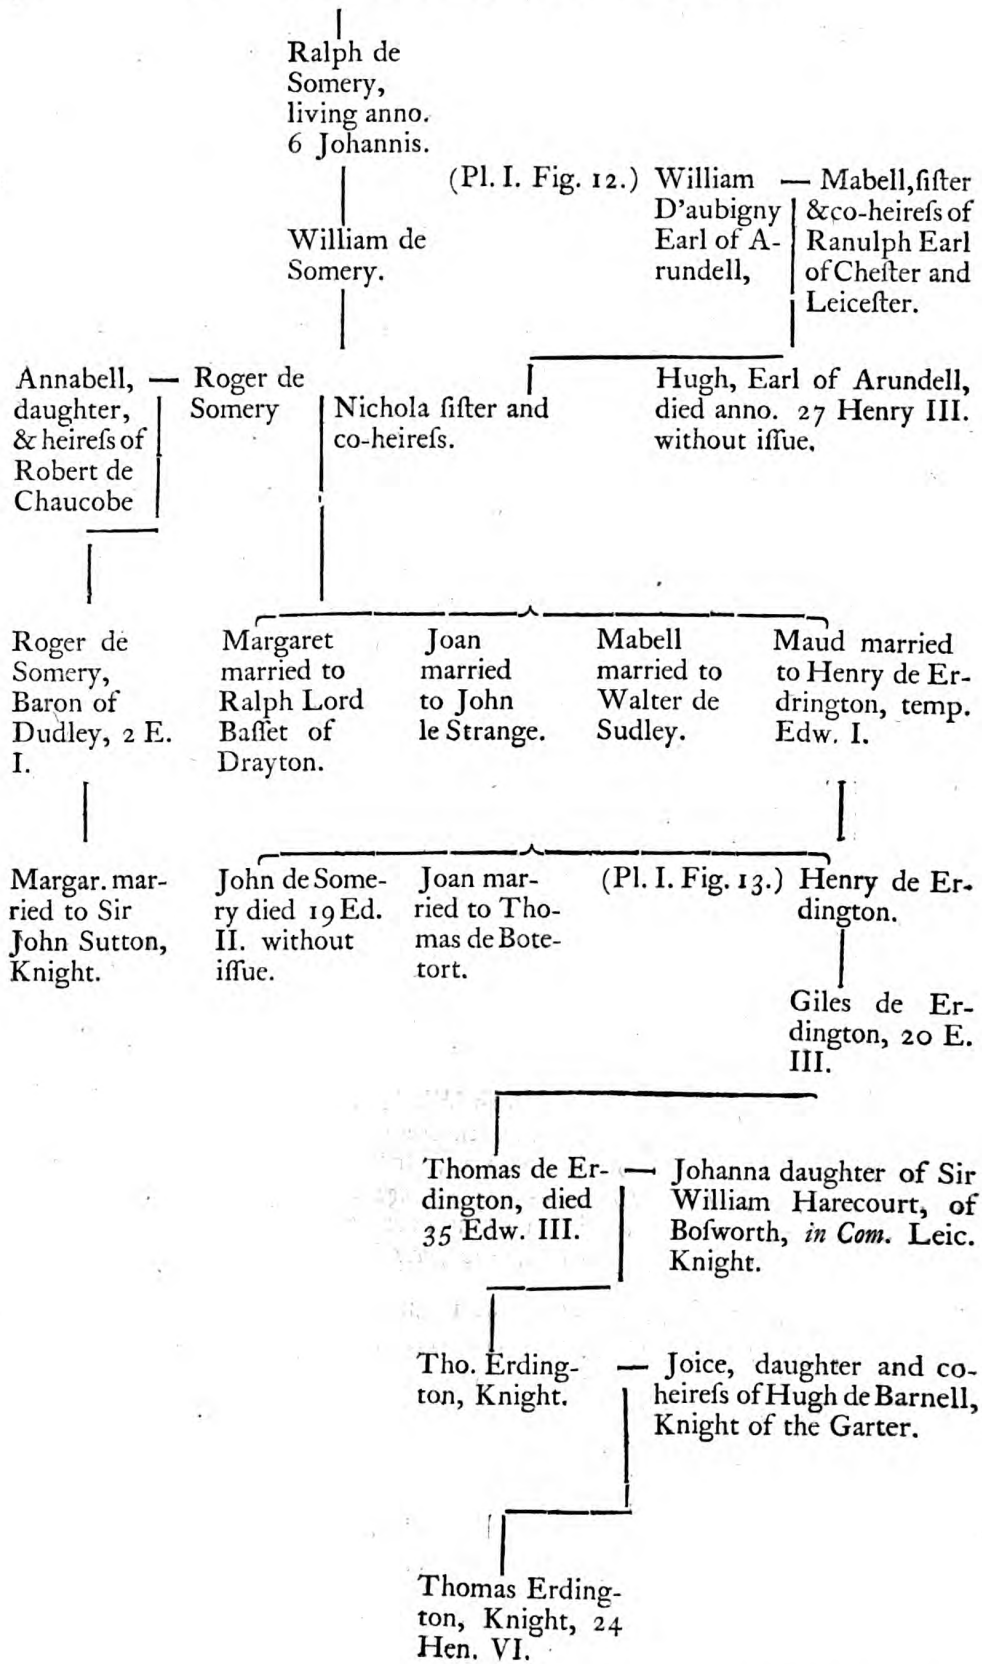 Ralph de
Somery,
living anno.
6 Johannis.
William de
Somery.
(Pl. I. Fig. 12.) William
D'aubigny
Earl of A-
rundell,
— Mabell, ſiſter
& co-heireſs of
Ranulph Earl
of Cheſter and
Leiceſter.
Annabell,
daughter,
& heireſs of
Robert de
Chaucobe
— Roger de
Somery
Nichola ſiſter and
co-heireſs.
Hugh, Earl of Arundell,
died anno. 27 Henry III.
without iſſue.
Roger de
Somery,
Baron of
Dudley, 2 E.
I.
Margaret
married to
Ralph Lord
Baſſet of
Drayton.
Joan
married
to John
le Strange.
Mabell
married to
Walter de
Sudley.
Maud married
to Henry de Er-
drington, temp.
Edw. I.
Margar. mar-
ried to Sir
John Sutton,
Knight.
John de Some-
ry died 19 Ed.
II. without
iſſue.
Joan mar-
ried to Tho-
mas de Bote-
tort.
(Pl. I. Fig. 13.) Henry de Er-
dington.
Giles de Er-
dington, 20 E.
III.
Thomas de Er-
dington, died
35 Edw. III.
— Johanna daughter of Sir
William Harecourt, of
Boſworth, in Com. Leic.
Knight.
Tho. Erding-
ton, Knight.
— Joice, daughter and co-
heireſs of Hugh de Barnell,
Knight of the Garter.
Thomas Erding-
ton, Knight, 24
Hen. VI.